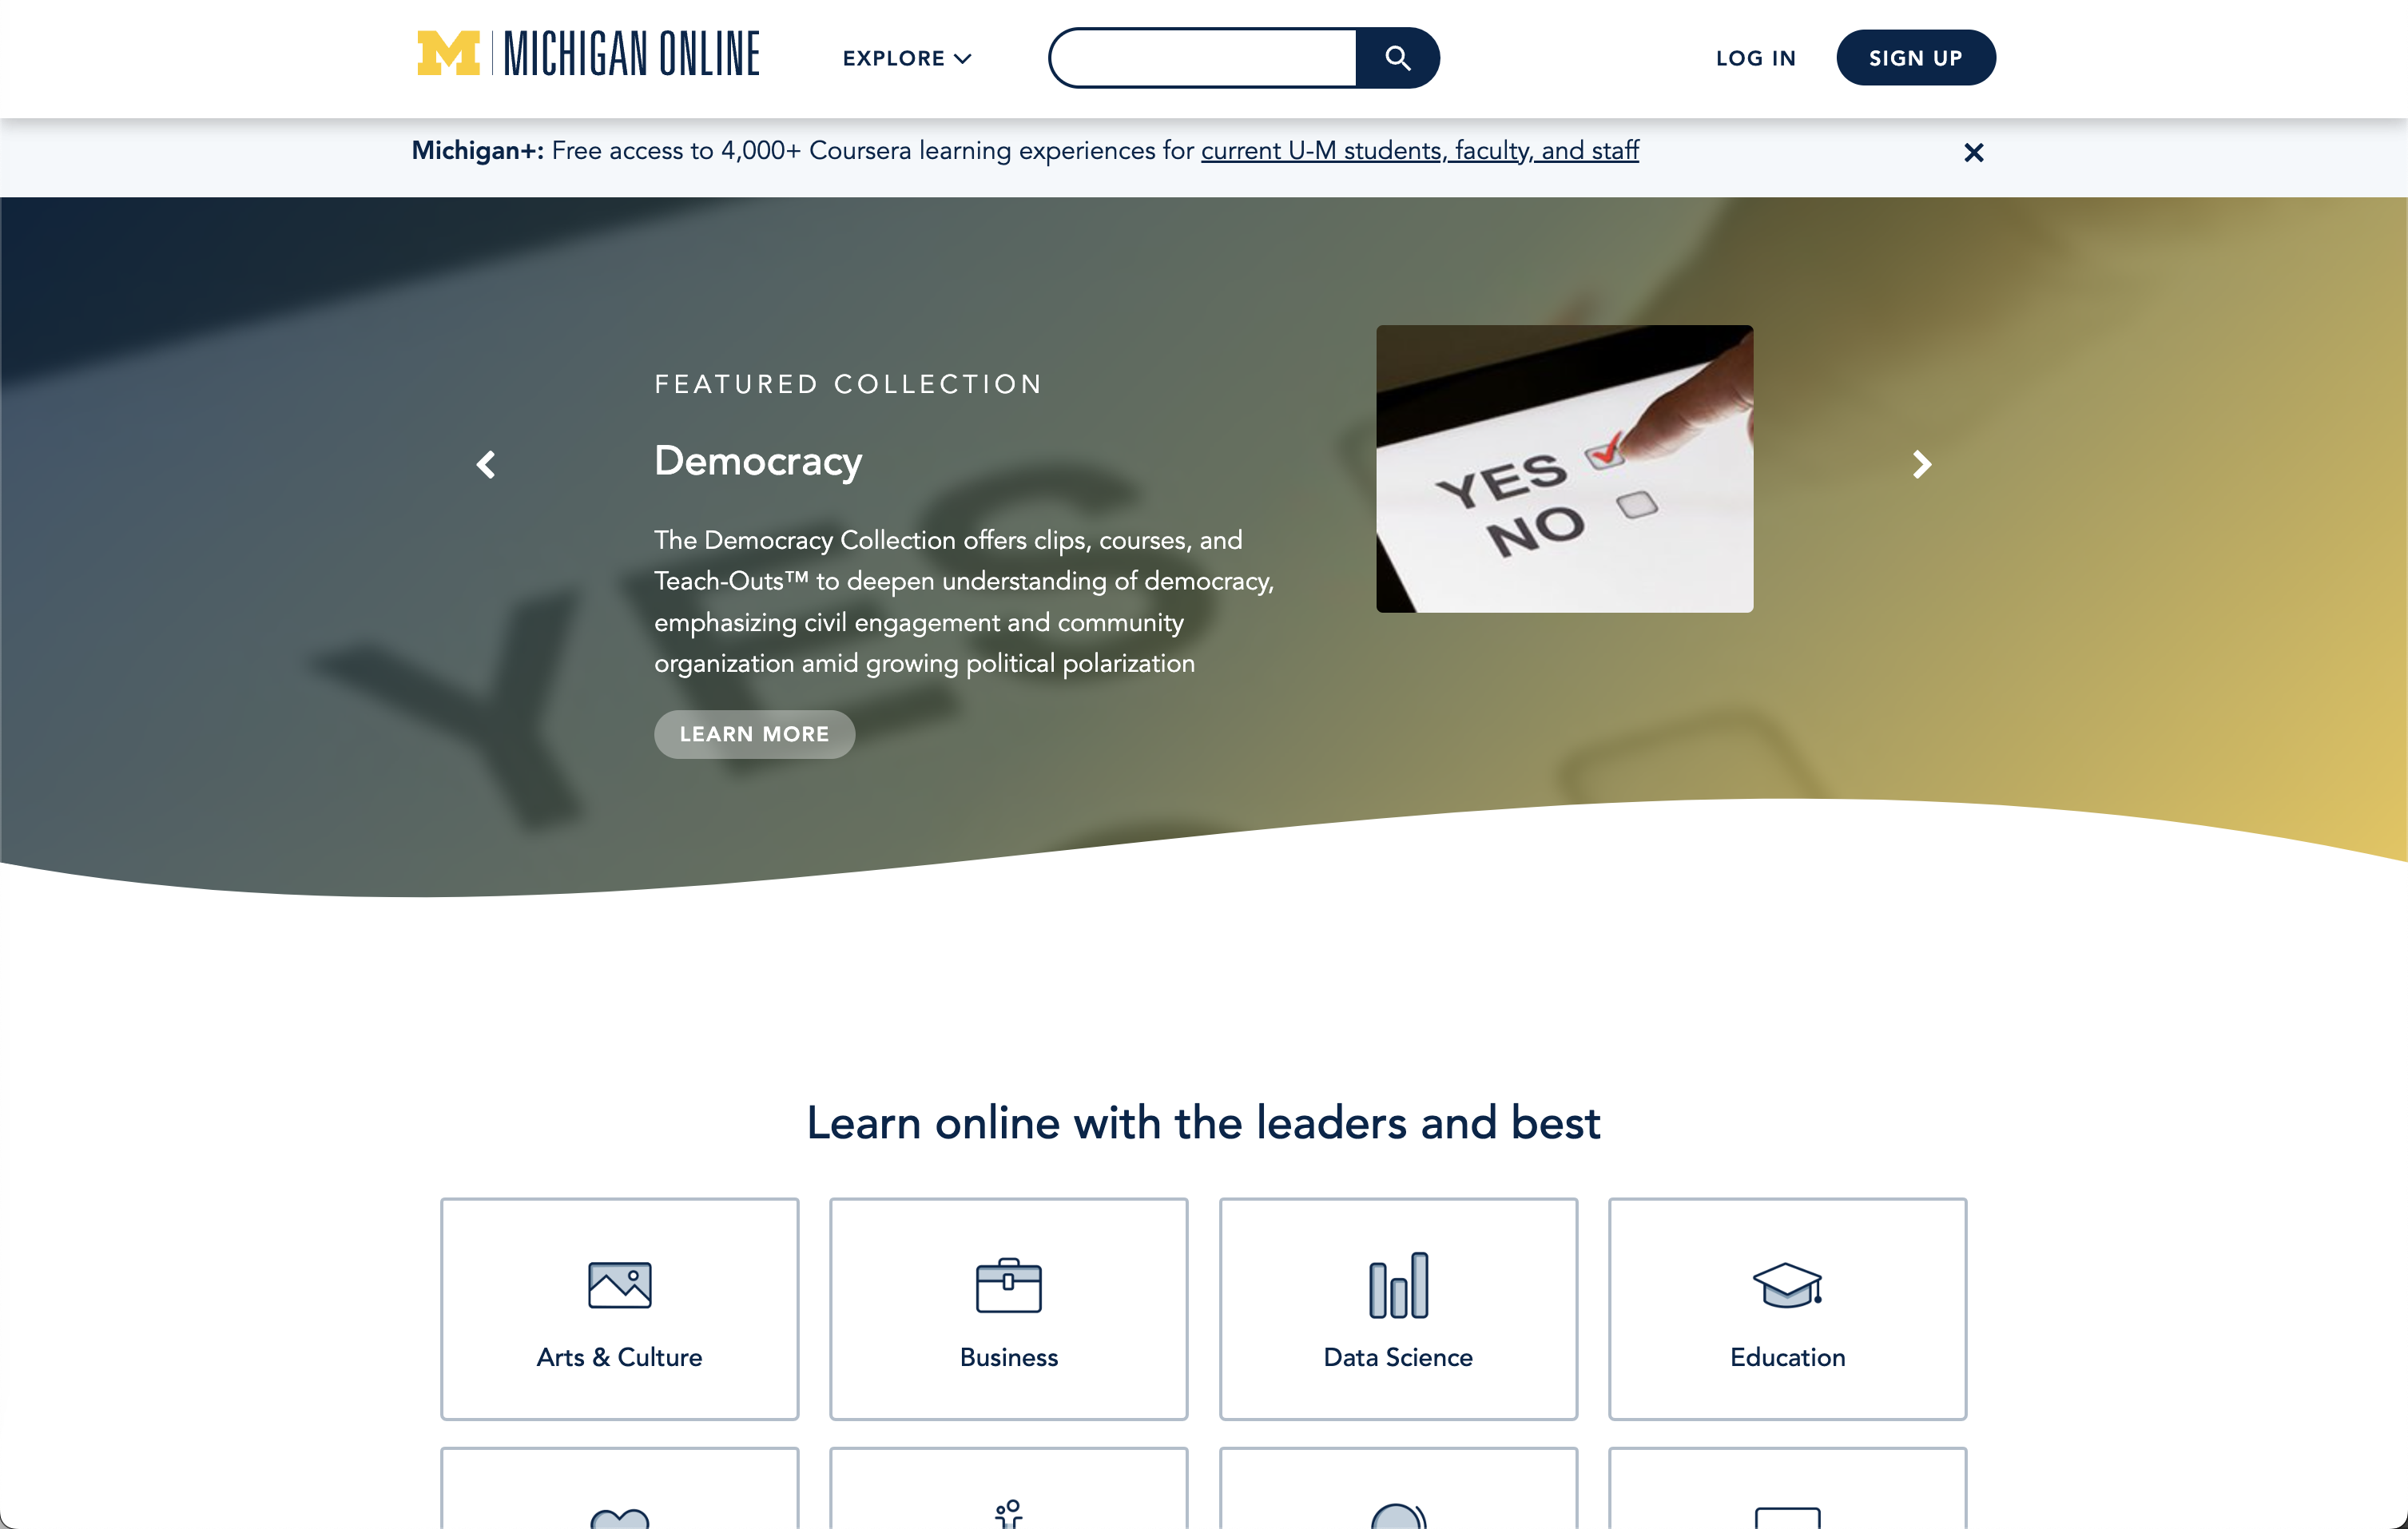 M | MICHIGAN ONLINE
EXPLORE
LOG IN
SIGN UP
Michigan+: Free access to 4,000+ Coursera learning experiences for current U-M students, faculty, and staff
FEATURED COLLECTION
Democracy
The Democracy Collection offers clips, courses, and
Teach-Outs™ to deepen understanding of democracy,
emphasizing civil engagement and community
organization amid growing political polarization
LEARN MORE
YES
NO
YES
Learn online with the leaders and best
Arts & Culture
Business
Data Science
Education